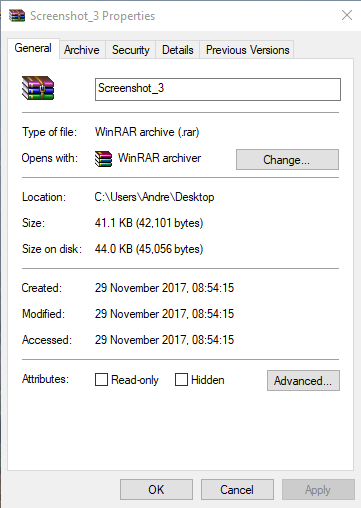 Screenshot_3 Properties
General Archive Security Details Previous Versions
Screenshot_3
Type of file: WinRAR archive (.rar)
Opens with: WinRAR archiver Change...
Location: C:\Users\Andre\Desktop
Size: 41.1 KB (42,101 bytes)
Size on disk: 44.0 KB (45,056 bytes)
Created: 29 November 2017, 08:54:15
Modified: 29 November 2017, 08:54:15
Accessed: 29 November 2017, 08:54:15
Attributes: Read-only Hidden Advanced...
OK Cancel Apply